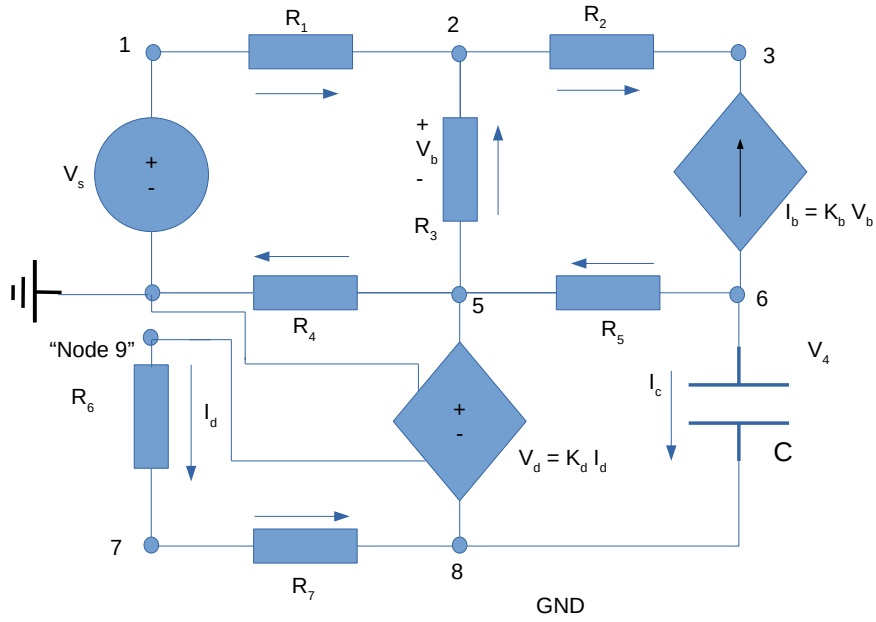 1
R1
2
R2
3
+
-
Vs
+
Vb
-
R3
Ib = Kb Vb
R4
5
R5
6
“Node 9”
R6
Id
+
-
Vd = Kd Id
Ic
V4
C
7
R7
8
GND